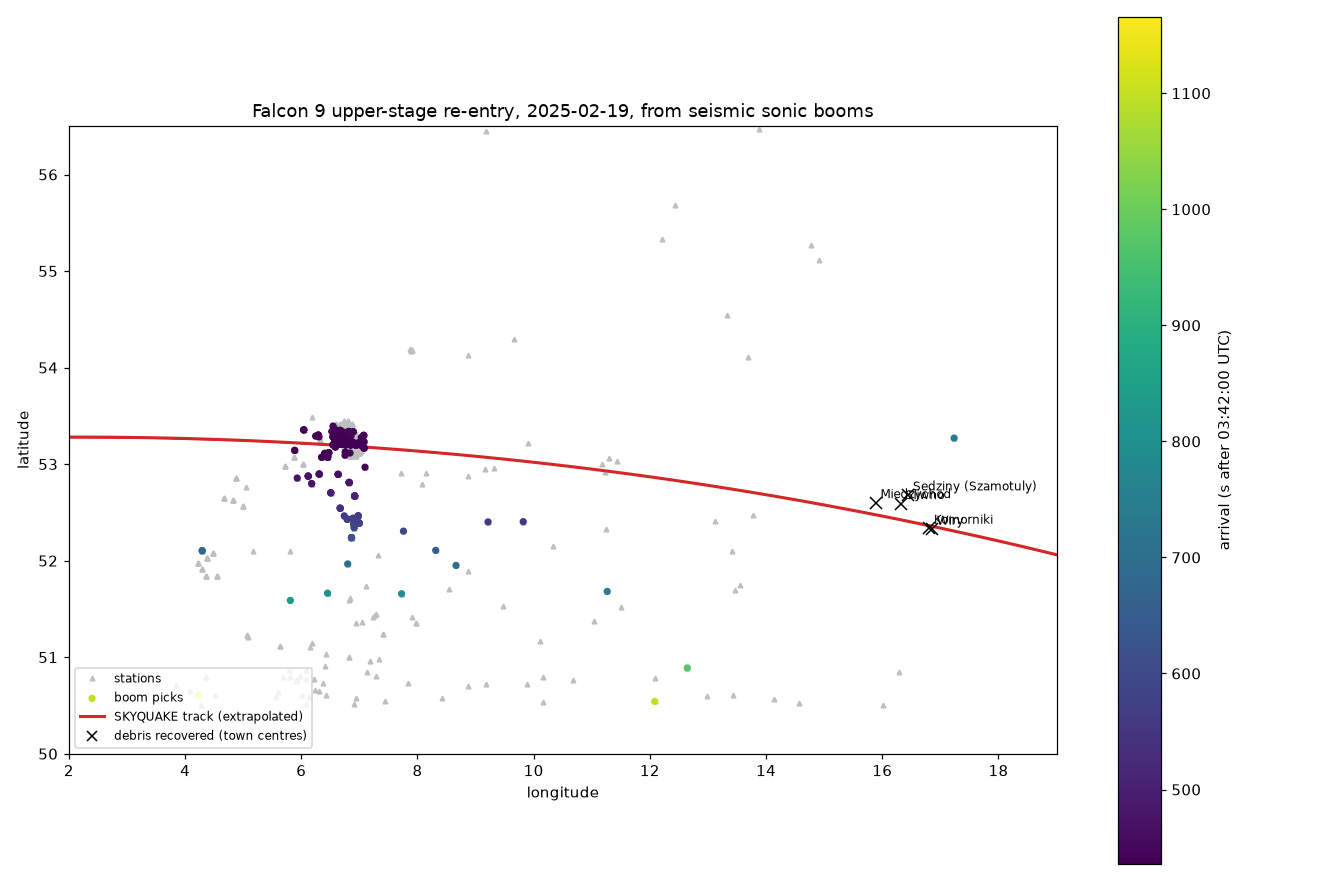 Falcon 9 upper-stage re-entry, 2025-02-19, from seismic sonic booms
latitude
56
55
54
53
52
51
50
2 4 6 8 10 12 14 16 18
longitude
Sedziny (Szamotuly)
Komorniki
stations
boom picks
SKYQUAKE track (extrapolated)
debris recovered (town centres)
1100
1000
900
800
700
600
500
arrival (s after 03:42:00 UTC)